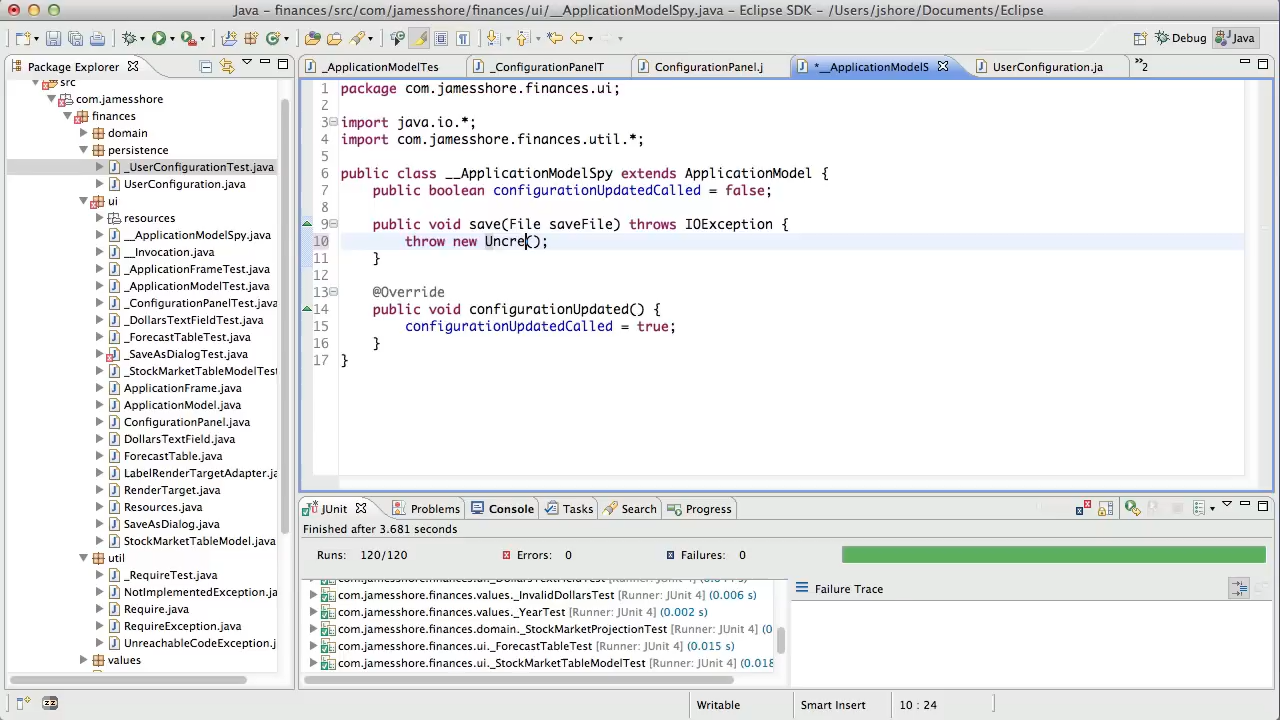 Java – finances/src/com/jamesshore/finances/ui/__ApplicationModelSpy.java – Eclipse SDK – /Users/jshore/Documents/Eclipse
Debug
Java
Package Explorer
_ApplicationModelTes
_ConfigurationPanelT
ConfigurationPanel.j
*__ApplicationModelS
UserConfiguration.ja
»2
src
com.jamesshore
finances
domain
persistence
_UserConfigurationTest.java
UserConfiguration.java
ui
resources
__ApplicationModelSpy.java
__Invocation.java
_ApplicationFrameTest.java
_ApplicationModelTest.java
_ConfigurationPanelTest.java
_DollarsTextFieldTest.java
_ForecastTableTest.java
_SaveAsDialogTest.java
_StockMarketTableModelTest
ApplicationFrame.java
ApplicationModel.java
ConfigurationPanel.java
DollarsTextField.java
ForecastTable.java
LabelRenderTargetAdapter.ja
RenderTarget.java
Resources.java
SaveAsDialog.java
StockMarketTableModel.java
util
_RequireTest.java
NotImplementedException.java
Require.java
RequireException.java
UnreachableCodeException.j
values
1 package com.jamesshore.finances.ui;
2
3 import java.io.*;
4 import com.jamesshore.finances.util.*;
5
6 public class __ApplicationModelSpy extends ApplicationModel {
7 public boolean configurationUpdatedCalled = false;
8
9 public void save(File saveFile) throws IOException {
10 throw new Uncre();
11 }
12
13 @Override
14 public void configurationUpdated() {
15 configurationUpdatedCalled = true;
16 }
17 }
JUnit
Problems
Console
Tasks
Search
Progress
Finished after 3.681 seconds
Runs: 120/120
Errors: 0
Failures: 0
com.jamesshore.finances.values._InvalidDollarsTest [Runner: JUnit 4] (0.006 s)
com.jamesshore.finances.values._YearTest [Runner: JUnit 4] (0.002 s)
com.jamesshore.finances.domain._StockMarketProjectionTest [Runner: JUnit 4] (0
com.jamesshore.finances.ui._ForecastTableTest [Runner: JUnit 4] (0.015 s)
com.jamesshore.finances.ui._StockMarketTableModelTest [Runner: JUnit 4] (0.018
Failure Trace
Writable
Smart Insert
10 : 24